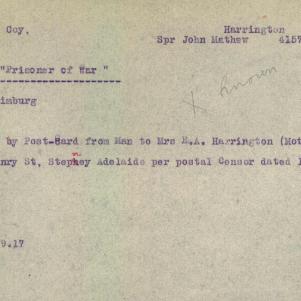 Coy. Harrington
Spr John Mathew 4157
"Prisoner of War "
imburg
X Known
by Post-Card from Man to Mrs E.A. Harrington (Mot
nry St, Stepney Adelaide per postal Censor dated
9.17